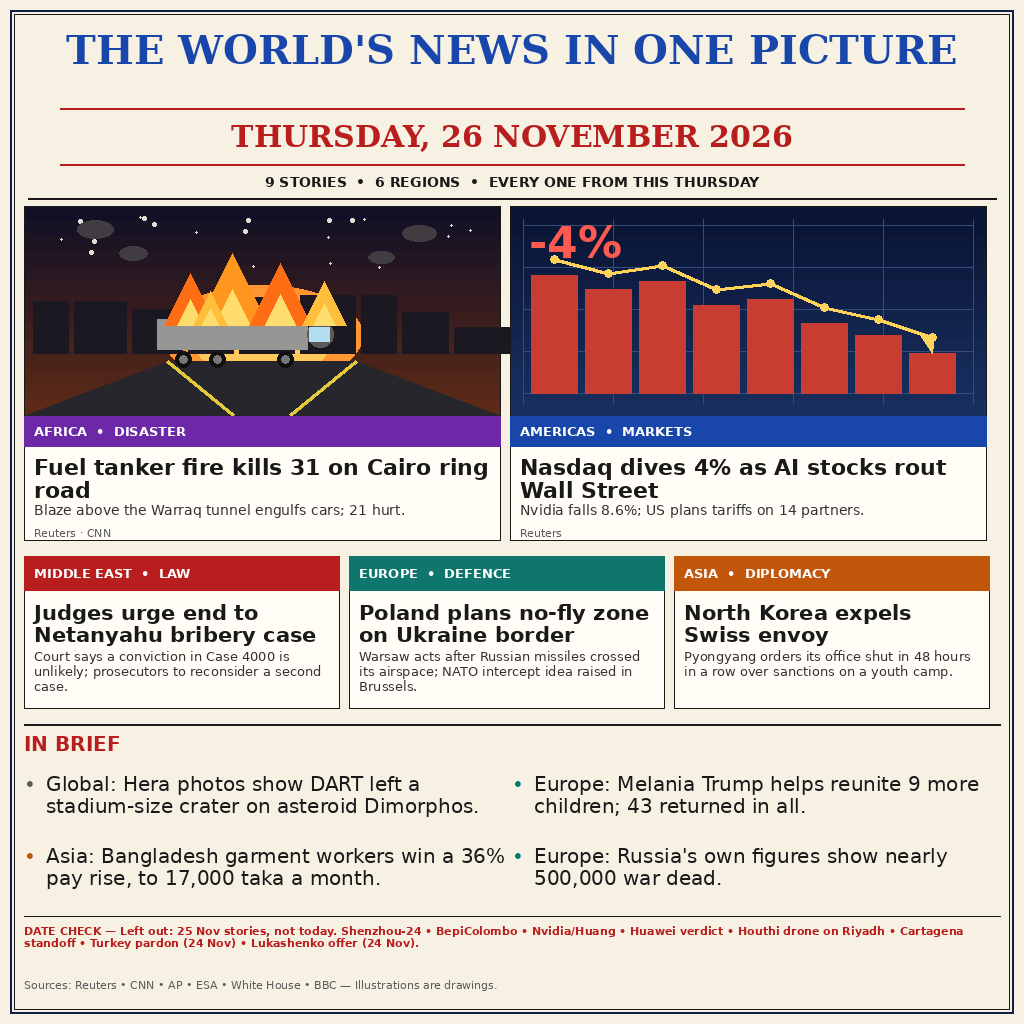 THE WORLD'S NEWS IN ONE PICTURE
THURSDAY, 26 NOVEMBER 2026
9 STORIES • 6 REGIONS • EVERY ONE FROM THIS THURSDAY
-4%
AFRICA • DISASTER
Fuel tanker fire kills 31 on Cairo ring
road
Blaze above the Warraq tunnel engulfs cars; 21 hurt.
Reuters · CNN
AMERICAS • MARKETS
Nasdaq dives 4% as AI stocks rout
Wall Street
Nvidia falls 8.6%; US plans tariffs on 14 partners.
Reuters
MIDDLE EAST • LAW
Judges urge end to
Netanyahu bribery case
Court says a conviction in Case 4000 is
unlikely; prosecutors to reconsider a second
case.
EUROPE • DEFENCE
Poland plans no-fly zone
on Ukraine border
Warsaw acts after Russian missiles crossed
its airspace; NATO intercept idea raised in
Brussels.
ASIA • DIPLOMACY
North Korea expels
Swiss envoy
Pyongyang orders its office shut in 48 hours
in a row over sanctions on a youth camp.
IN BRIEF
• Global: Hera photos show DART left a
stadium-size crater on asteroid Dimorphos.
• Europe: Melania Trump helps reunite 9 more
children; 43 returned in all.
• Asia: Bangladesh garment workers win a 36%
pay rise, to 17,000 taka a month.
• Europe: Russia's own figures show nearly
500,000 war dead.
DATE CHECK — Left out: 25 Nov stories, not today. Shenzhou-24 • BepiColombo • Nvidia/Huang • Huawei verdict • Houthi drone on Riyadh • Cartagena
standoff • Turkey pardon (24 Nov) • Lukashenko offer (24 Nov).
Sources: Reuters • CNN • AP • ESA • White House • BBC — Illustrations are drawings.